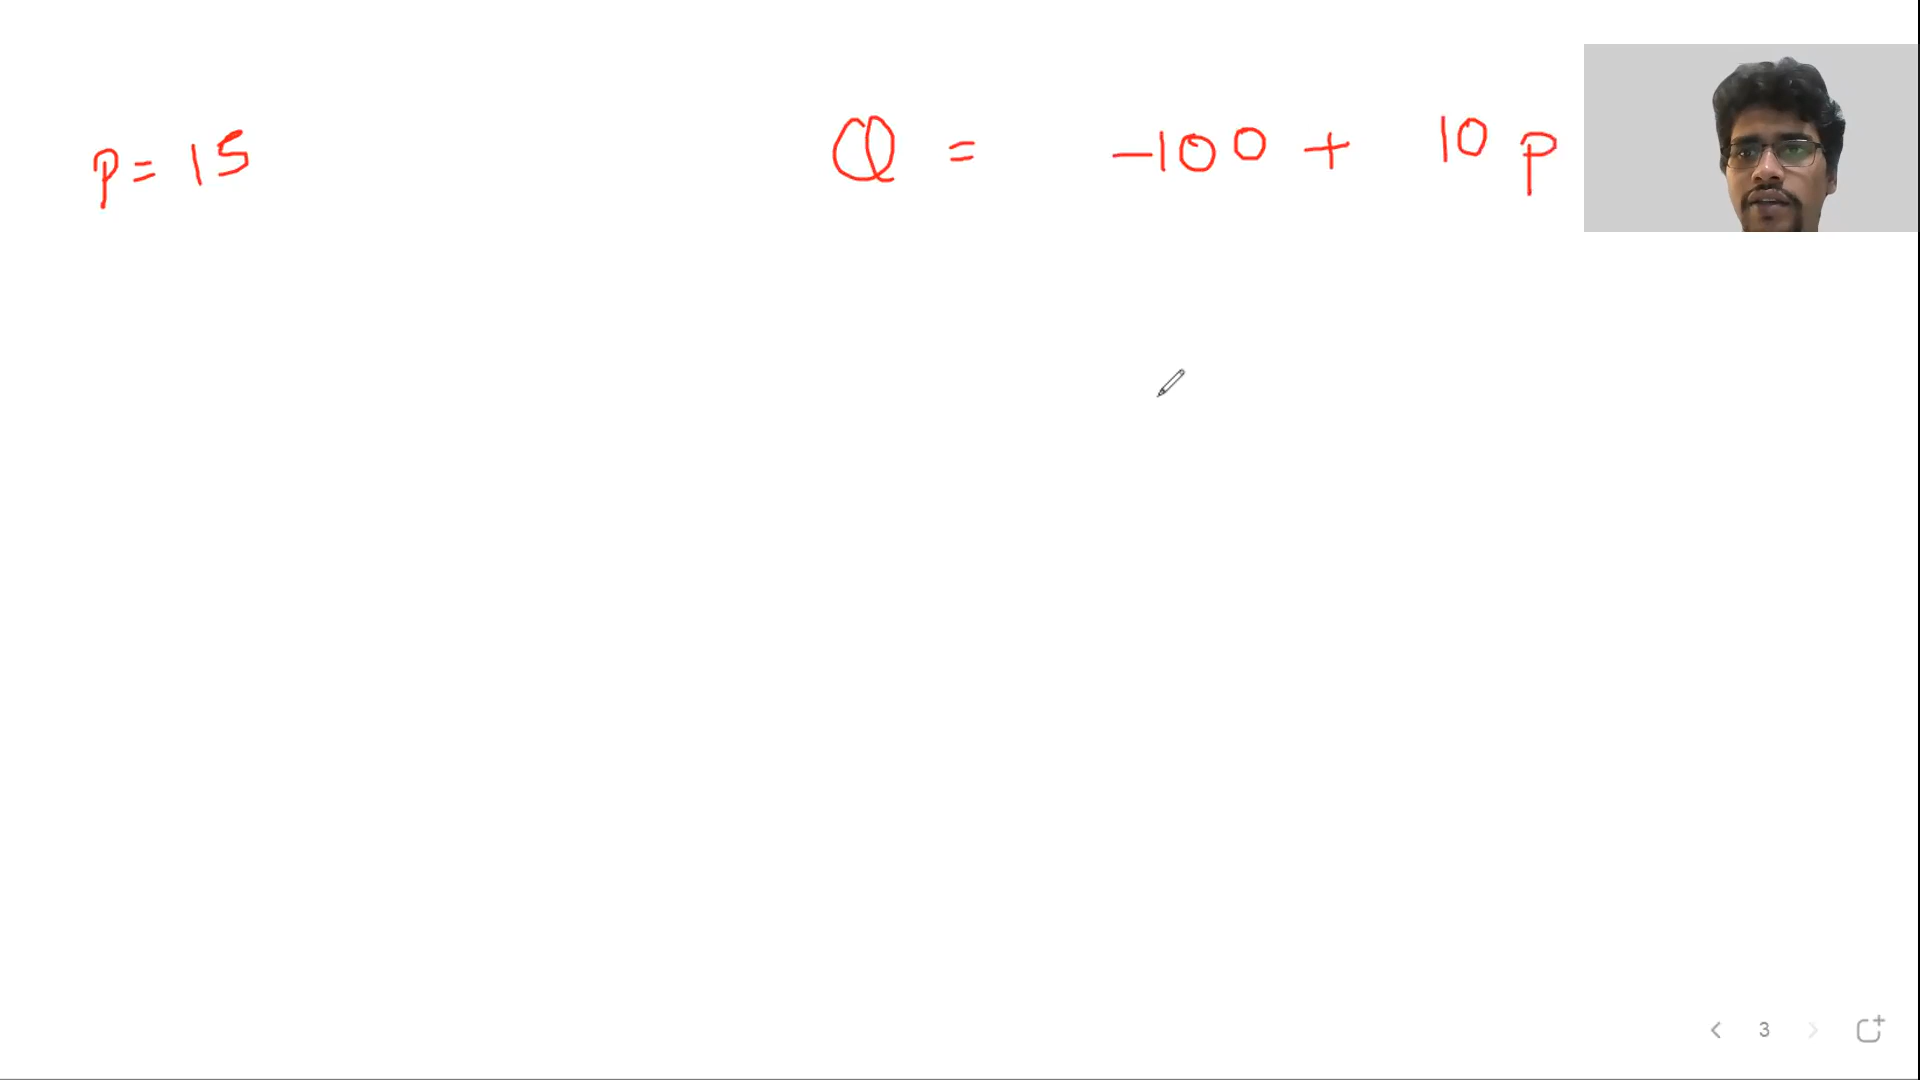 p = 15
Q = -100 + 10 p
3